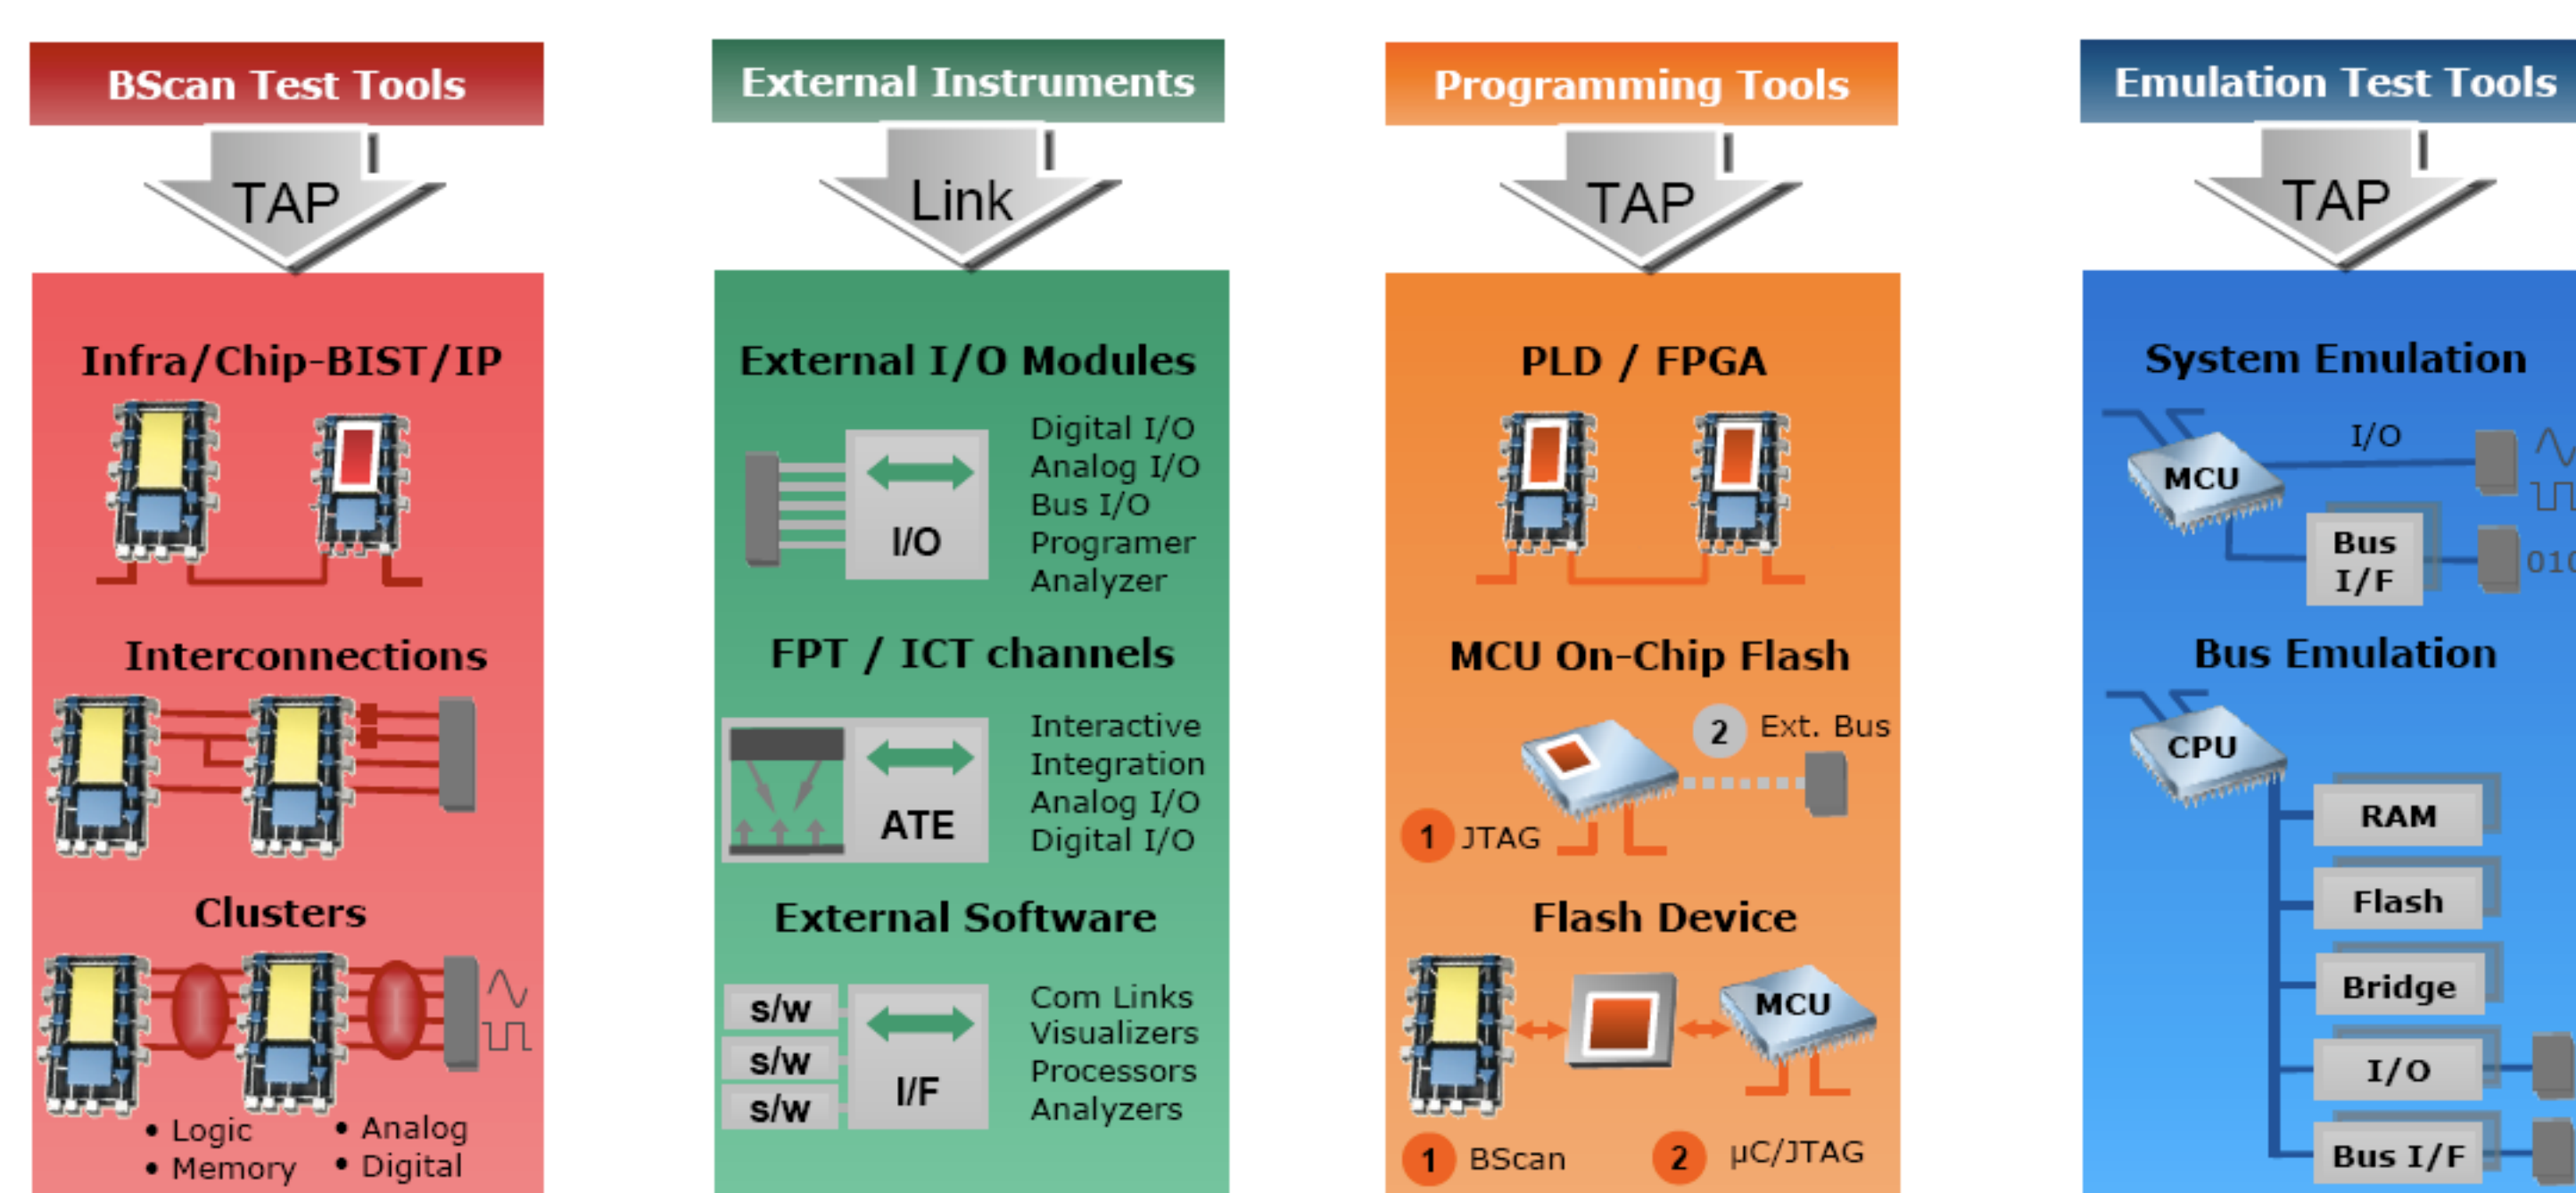 BScan Test Tools
TAP
Infra/Chip-BIST/IP
Interconnections
Clusters
• Logic
• Memory
• Analog
• Digital
External Instruments
Link
External I/O Modules
I/O
Digital I/O
Analog I/O
Bus I/O
Programer
Analyzer
FPT / ICT channels
ATE
Interactive
Integration
Analog I/O
Digital I/O
External Software
s/w
s/w
s/w
I/F
Com Links
Visualizers
Processors
Analyzers
Programming Tools
TAP
PLD / FPGA
MCU On-Chip Flash
2 Ext. Bus
1 JTAG
Flash Device
MCU
1 BScan
2 µC/JTAG
Emulation Test Tools
TAP
System Emulation
MCU
I/O
Bus
I/F
010
Bus Emulation
CPU
RAM
Flash
Bridge
I/O
Bus I/F